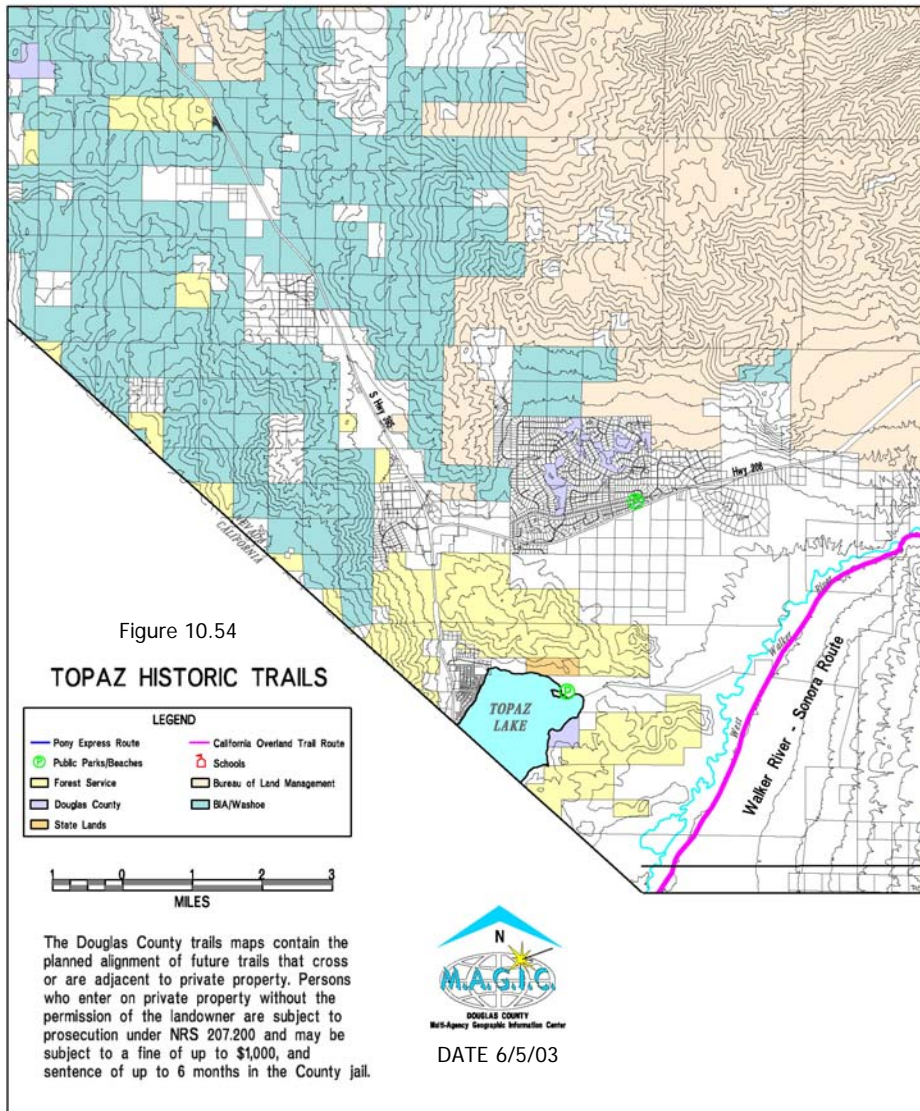 S Hwy 395
Hwy 208
NEVADA
CALIFORNIA
Figure 10.54
TOPAZ HISTORIC TRAILS
LEGEND
Pony Express Route
California Overland Trail Route
P Public Parks/Beaches
Schools
Forest Service
Bureau of Land Management
Douglas County
BIA/Washoe
State Lands
1 0 1 2 3
MILES
P
P
TOPAZ
LAKE
West Walker River
Walker River - Sonora Route
The Douglas County trails maps contain the
planned alignment of future trails that cross
or are adjacent to private property. Persons
who enter on private property without the
permission of the landowner are subject to
prosecution under NRS 207.200 and may be
subject to a fine of up to $1,000, and
sentence of up to 6 months in the County jail.
N
M.A.G.I.C.
DOUGLAS COUNTY
Multi-Agency Geographic Information Center
DATE 6/5/03